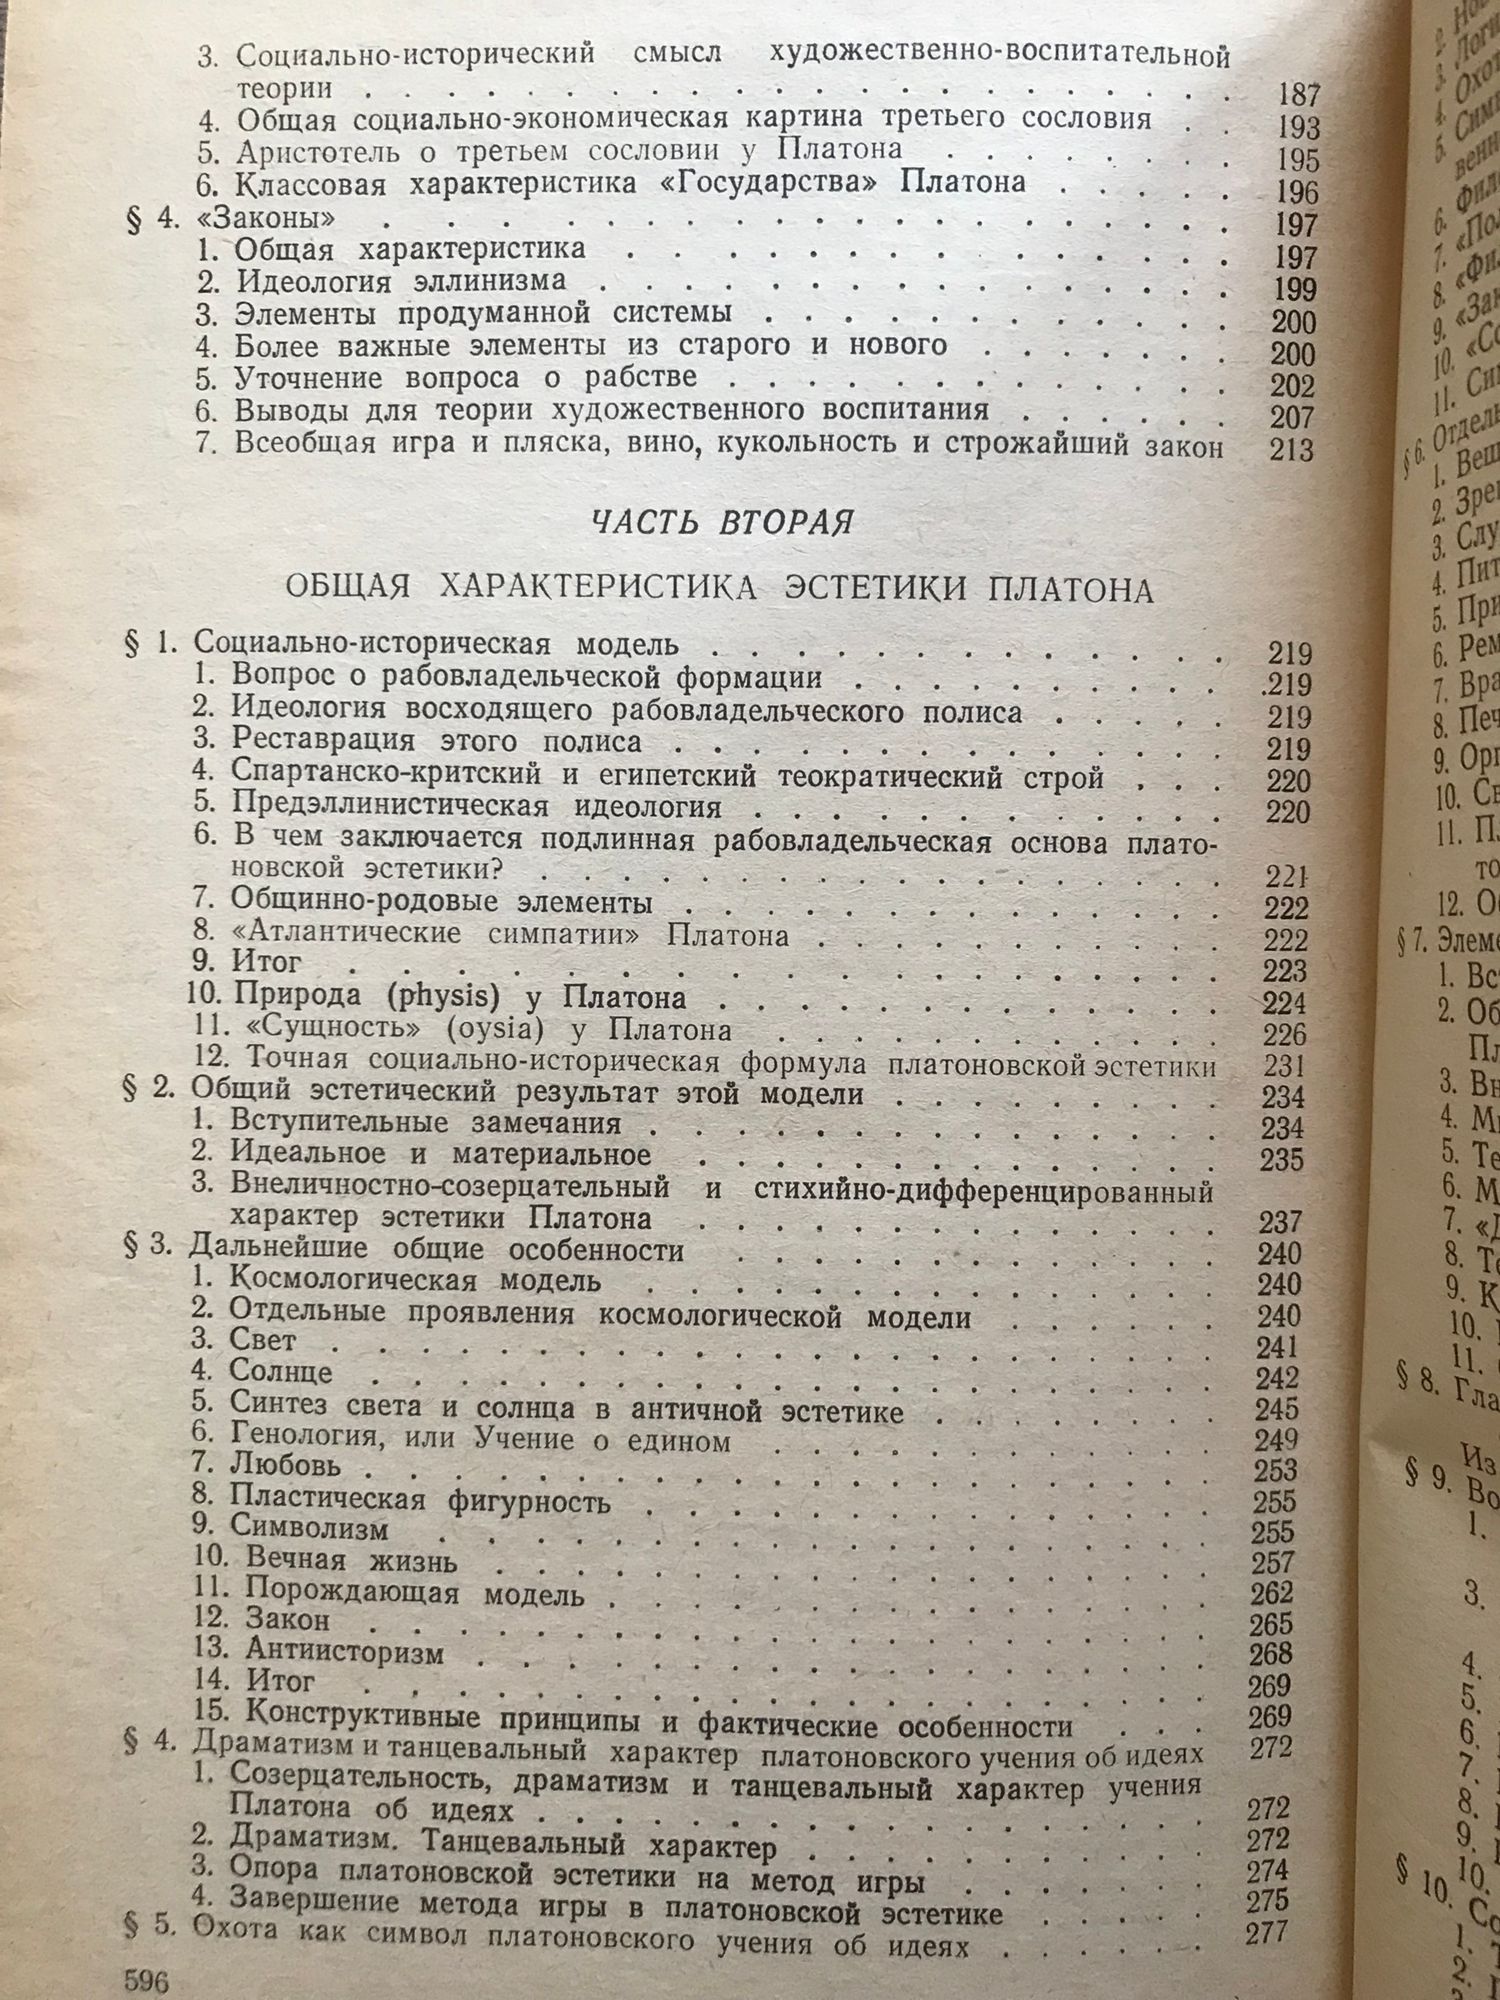 3. Социально-исторический смысл художественно-воспитательной
теории . . . . . . . . . . . . . . . . . . . . 187
4. Общая социально-экономическая картина третьего сословия . . 193
5. Аристотель о третьем сословии у Платона . . . . . . . . 195
6. Классовая характеристика «Государства» Платона . . . . . 196
§ 4. «Законы» . . . . . . . . . . . . . . . . . . 197
1. Общая характеристика . . . . . . . . . . . . . 197
2. Идеология эллинизма . . . . . . . . . . . . . . 199
3. Элементы продуманной системы . . . . . . . . . . . 200
4. Более важные элементы из старого и нового . . . . . . . 200
5. Уточнение вопроса о рабстве . . . . . . . . . . . . 202
6. Выводы для теории художественного воспитания . . . . . . 207
7. Всеобщая игра и пляска, вино, кукольность и строжайший закон 213
ЧАСТЬ ВТОРАЯ
ОБЩАЯ ХАРАКТЕРИСТИКА ЭСТЕТИКИ ПЛАТОНА
§ 1. Социально-историческая модель . . . . . . . . . . . . 219
1. Вопрос о рабовладельческой формации . . . . . . . . . .219
2. Идеология восходящего рабовладельческого полиса . . . . . 219
3. Реставрация этого полиса . . . . . . . . . . . . . 219
4. Спартанско-критский и египетский теократический строй . . . 220
5. Предэллинистическая идеология . . . . . . . . . . . 220
6. В чем заключается подлинная рабовладельческая основа плато-
новской эстетики? . . . . . . . . . . . . . . . 221
7. Общинно-родовые элементы . . . . . . . . . . . . . 222
8. «Атлантические симпатии» Платона . . . . . . . . . . 222
9. Итог . . . . . . . . . . . . . . . . . . . 223
10. Природа (physis) у Платона . . . . . . . . . . . . 224
11. «Сущность» (oysia) у Платона . . . . . . . . . . . 226
12. Точная социально-историческая формула платоновской эстетики 231
§ 2. Общий эстетический результат этой модели . . . . . . . . . 234
1. Вступительные замечания . . . . . . . . . . . . . 234
2. Идеальное и материальное . . . . . . . . . . . . . 235
3. Внеличностно-созерцательный и стихийно-дифференцированный
характер эстетики Платона . . . . . . . . . . . . 237
§ 3. Дальнейшие общие особенности . . . . . . . . . . . 240
1. Космологическая модель . . . . . . . . . . . . . 240
2. Отдельные проявления космологической модели . . . . . . 240
3. Свет . . . . . . . . . . . . . . . . . . . 241
4. Солнце . . . . . . . . . . . . . . . . . . 242
5. Синтез света и солнца в античной эстетике . . . . . . . . 245
6. Генология, или Учение о едином . . . . . . . . . . . 249
7. Любовь . . . . . . . . . . . . . . . . . . 253
8. Пластическая фигурность . . . . . . . . . . . . . 255
9. Символизм . . . . . . . . . . . . . . . . . 255
10. Вечная жизнь . . . . . . . . . . . . . . . . 257
11. Порождающая модель . . . . . . . . . . . . . . 262
12. Закон . . . . . . . . . . . . . . . . . . 265
13. Антиисторизм . . . . . . . . . . . . . . . . 268
14. Итог . . . . . . . . . . . . . . . . . . 269
15. Конструктивные принципы и фактические особенности . . . 269
§ 4. Драматизм и танцевальный характер платоновского учения об идеях 272
1. Созерцательность, драматизм и танцевальный характер учения
Платона об идеях . . . . . . . . . . . . . . . 272
2. Драматизм. Танцевальный характер . . . . . . . . . . 272
3. Опора платоновской эстетики на метод игры . . . . . . . 274
4. Завершение метода игры в платоновской эстетике . . . . . 275
§ 5. Охота как символ платоновского учения об идеях . . . . . . 277
596